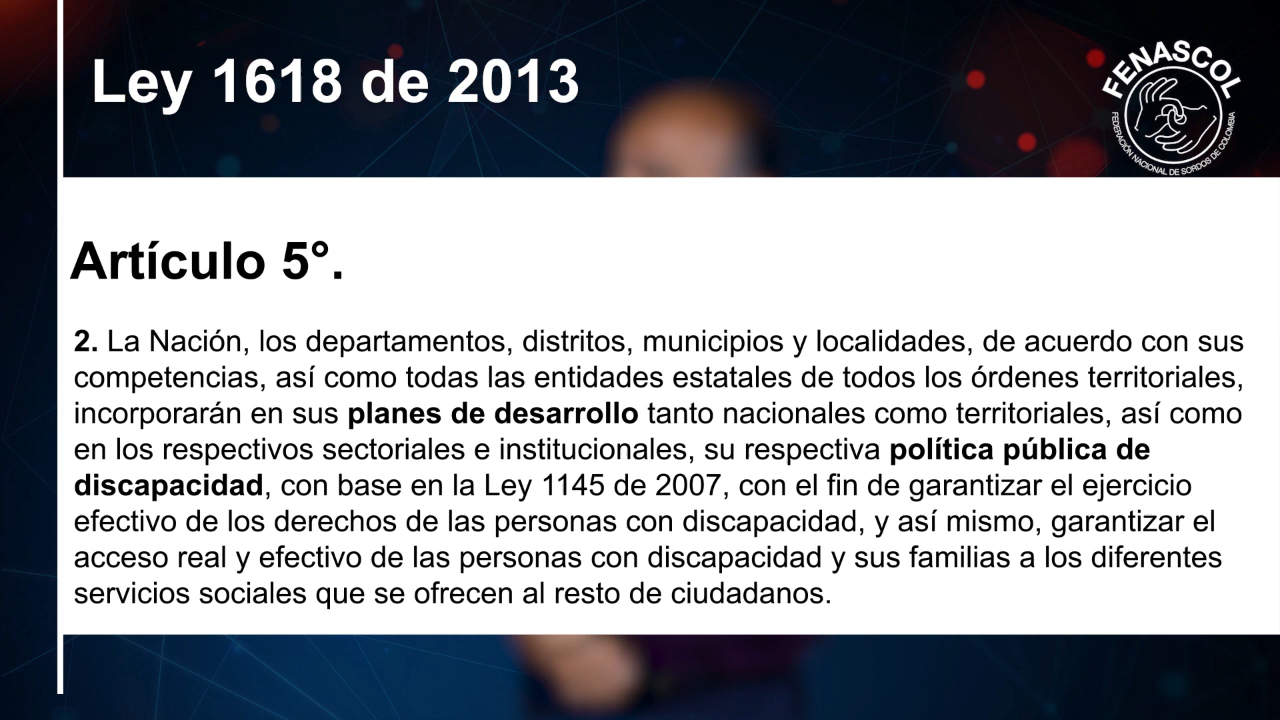 Ley 1618 de 2013
FENASCOL
FEDERACIÓN NACIONAL DE SORDOS DE COLOMBIA
Artículo 5°.
2. La Nación, los departamentos, distritos, municipios y localidades, de acuerdo con sus
competencias, así como todas las entidades estatales de todos los órdenes territoriales,
incorporarán en sus planes de desarrollo tanto nacionales como territoriales, así como
en los respectivos sectoriales e institucionales, su respectiva política pública de
discapacidad, con base en la Ley 1145 de 2007, con el fin de garantizar el ejercicio
efectivo de los derechos de las personas con discapacidad, y así mismo, garantizar el
acceso real y efectivo de las personas con discapacidad y sus familias a los diferentes
servicios sociales que se ofrecen al resto de ciudadanos.